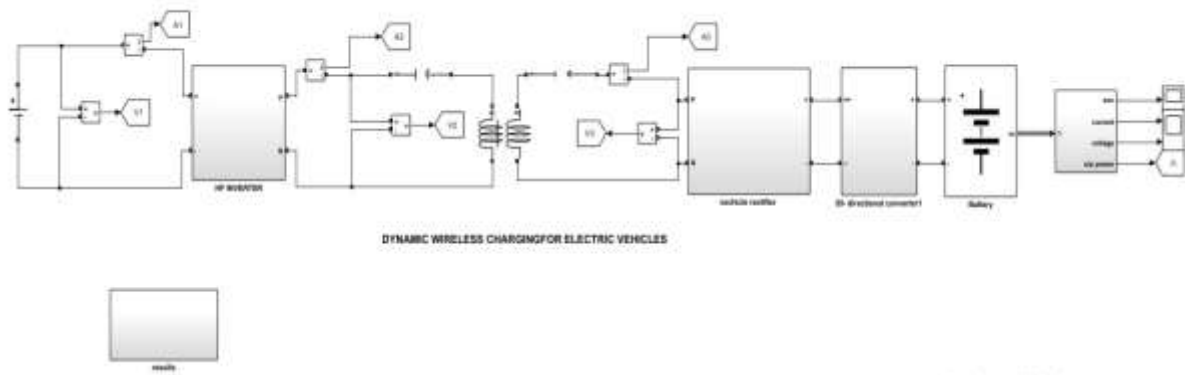 A1
A2
A3
V1
V2
HF INVERTER
vechicle rectifier
Bi- directional converter1
Battery
soc
current
voltage
DYNAMIC WIRELESS CHARGINGFOR ELECTRIC VEHICLES
results